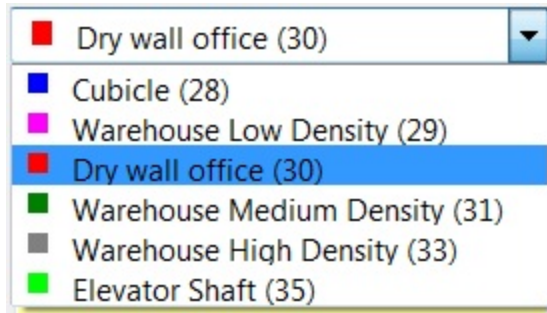 Dry wall office (30)
Cubicle (28)
Warehouse Low Density (29)
Dry wall office (30)
Warehouse Medium Density (31)
Warehouse High Density (33)
Elevator Shaft (35)